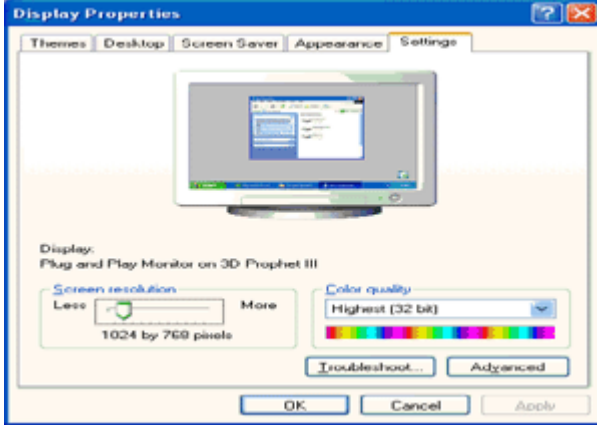 Display Properties
Themes Desktop Screen Saver Appearance Settings
Display:
Plug and Play Monitor on 3D Prophet III
Screen resolution
Less More
1024 by 768 pixels
Color quality
Highest (32 bit)
Troubleshoot... Advanced
OK Cancel Apply